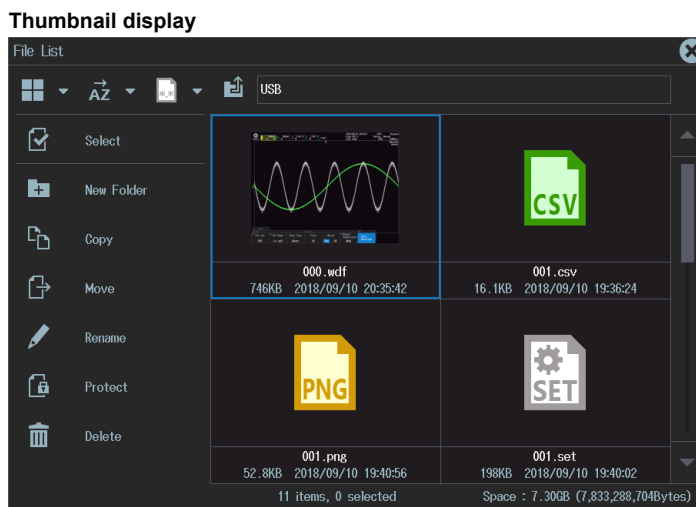 Thumbnail display
File List
AZ
*.*
USB
Select
New Folder
Copy
Move
Rename
Protect
Delete
CSV
000.wdf
746KB 2018/09/10 20:35:42
001.csv
16.1KB 2018/09/10 19:36:24
PNG
SET
001.png
52.8KB 2018/09/10 19:40:56
001.set
198KB 2018/09/10 19:40:02
11 items, 0 selected
Space : 7.30GB (7,833,288,704Bytes)